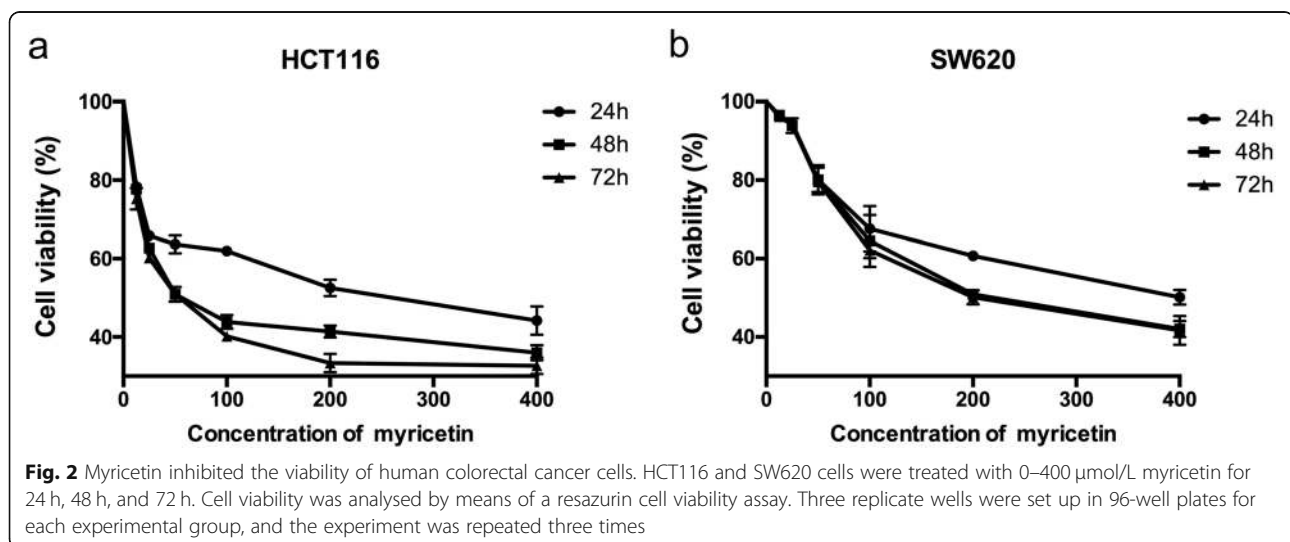 a
HCT116
Cell viability (%)
100
80
60
40
0
100
200
300
400
Concentration of myricetin
24h
48h
72h
b
SW620
Cell viability (%)
100
80
60
40
0
100
200
300
400
Concentration of myricetin
24h
48h
72h
Fig. 2 Myricetin inhibited the viability of human colorectal cancer cells. HCT116 and SW620 cells were treated with 0–400 μmol/L myricetin for
24 h, 48 h, and 72 h. Cell viability was analysed by means of a resazurin cell viability assay. Three replicate wells were set up in 96-well plates for
each experimental group, and the experiment was repeated three times